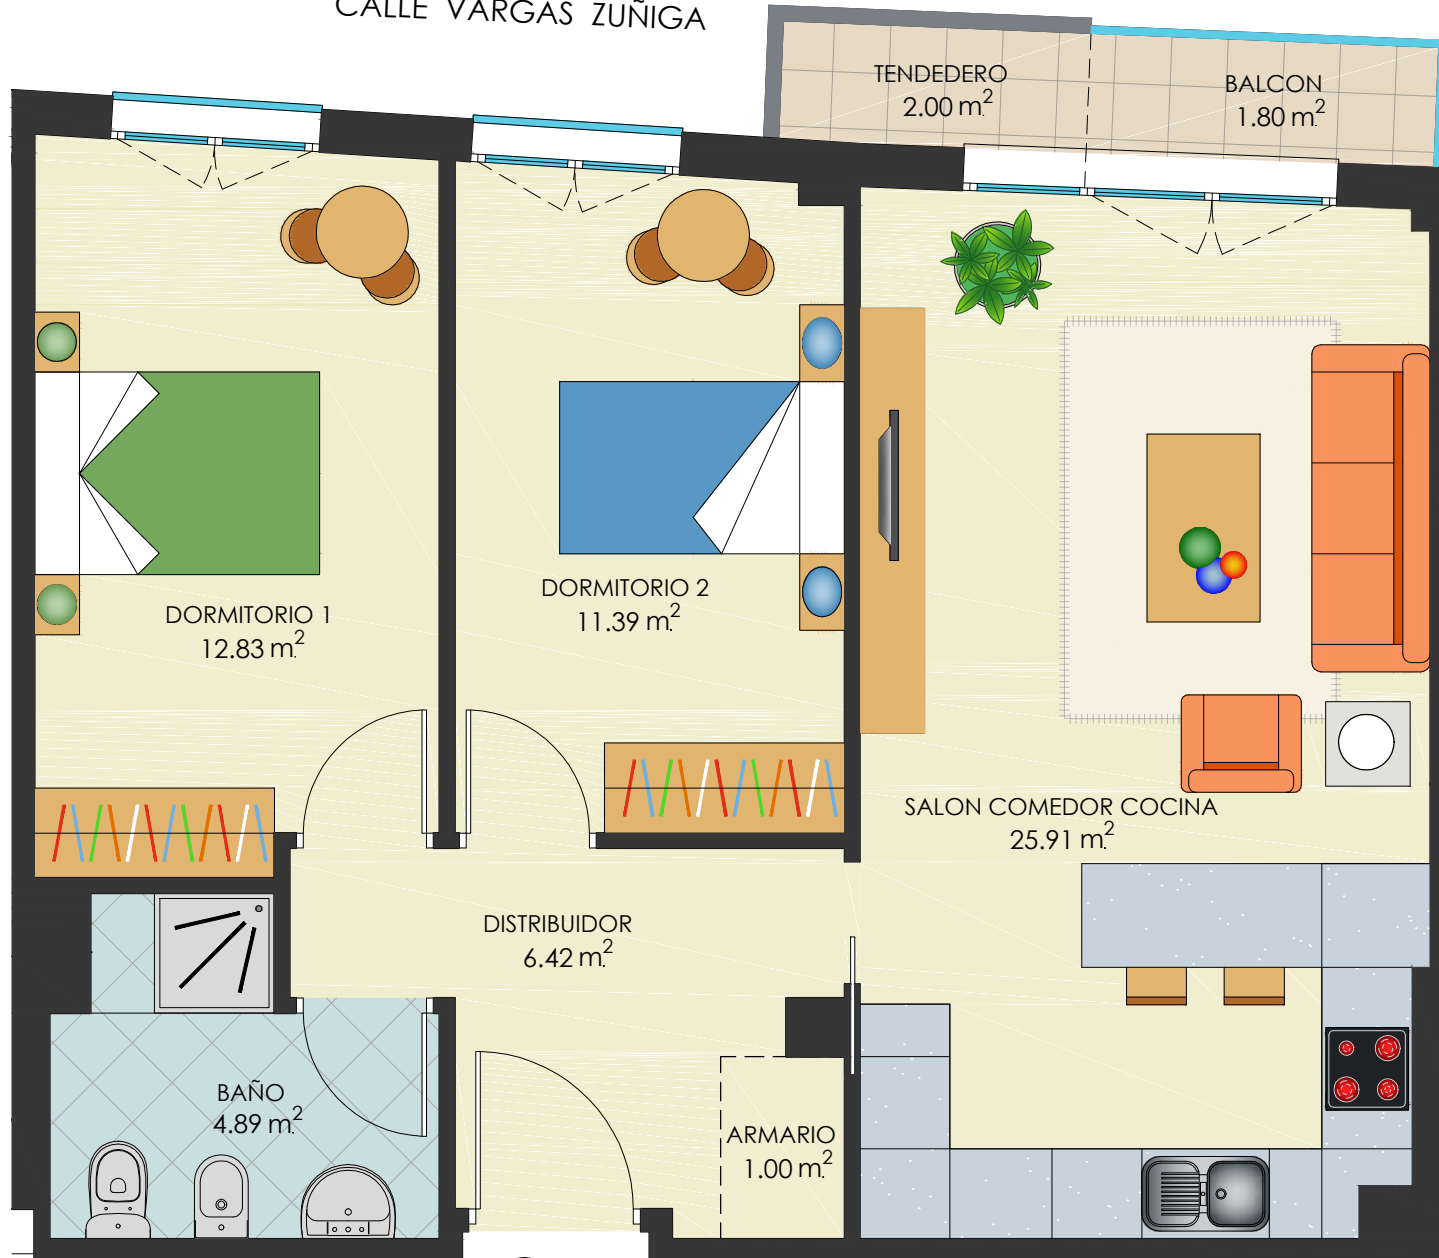 CALLE VARGAS ZUÑIGA
TENDEDERO
2.00 m²
BALCON
1.80 m²
DORMITORIO 1
12.83 m²
DORMITORIO 2
11.39 m²
SALON COMEDOR COCINA
25.91 m²
DISTRIBUIDOR
6.42 m²
BAÑO
4.89 m²
ARMARIO
1.00 m²